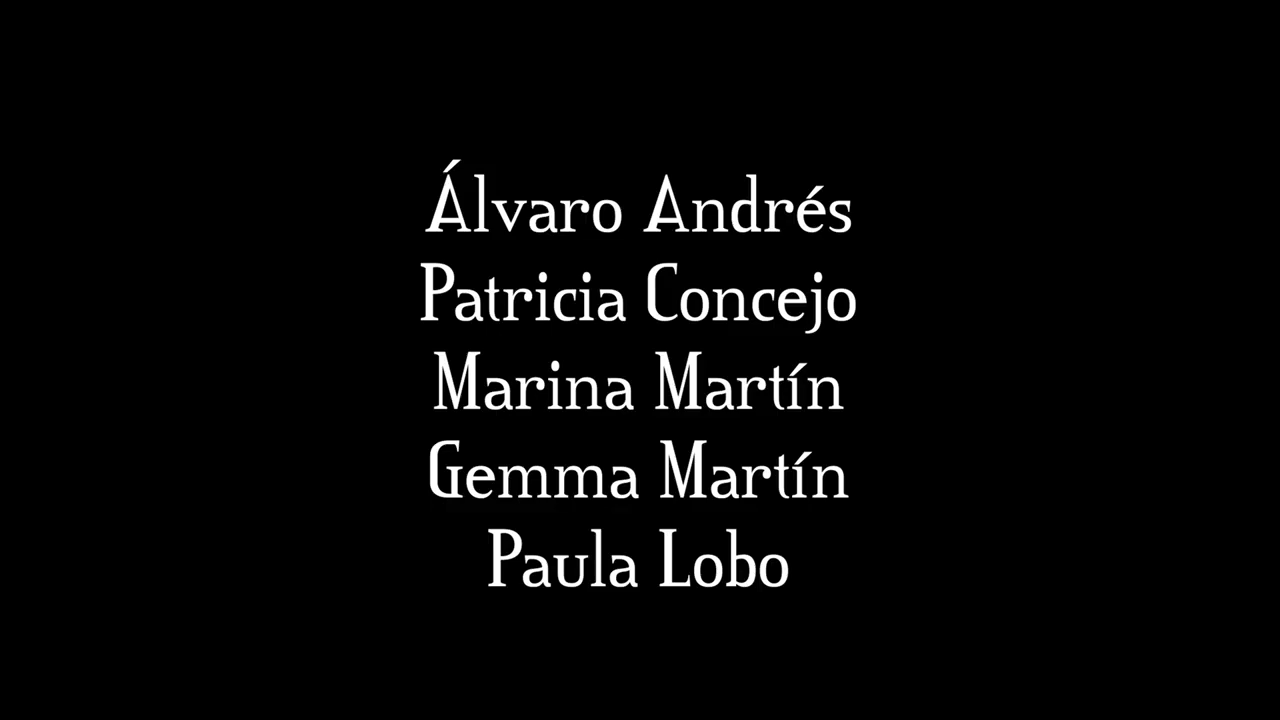 Álvaro Andrés
Patricia Concejo
Marina Martín
Gemma Martín
Paula Lobo